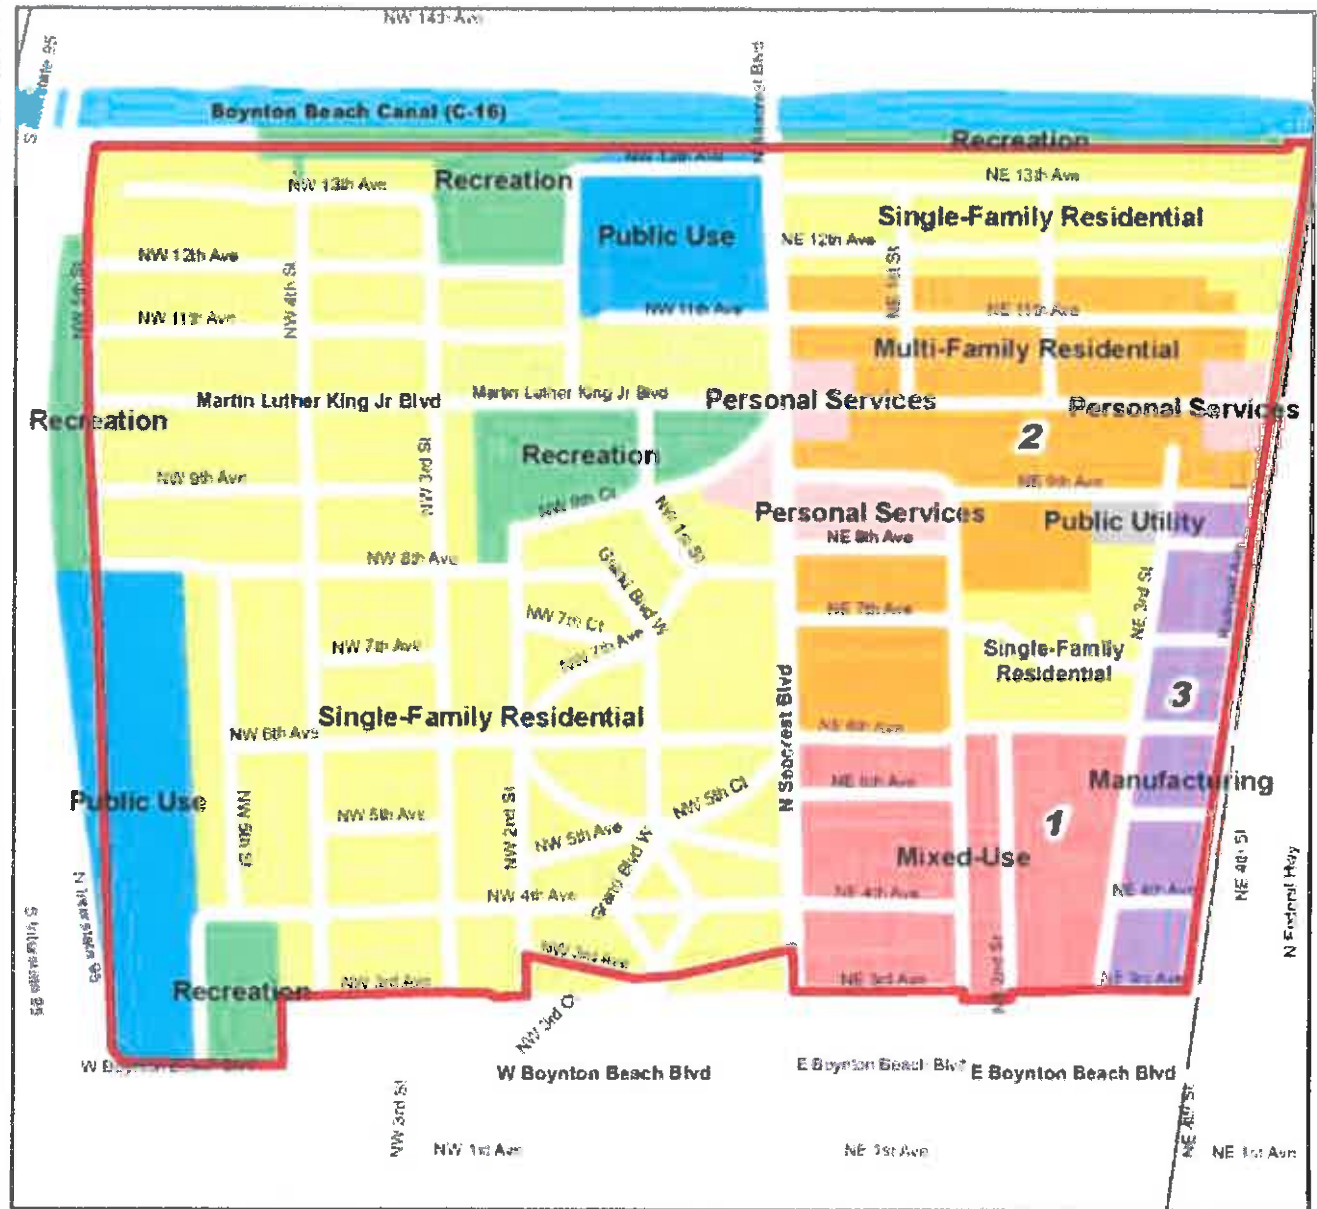 NW 14th Ave
Boynton Beach Canal (C-16)
N Seacrest Blvd
Recreation
NW 13th Ave
Recreation
NE 13th Ave
Public Use
Single-Family Residential
NW 12th Ave
NE 12th Ave
NW 4th St
NE 1st St
NW 11th Ave
NW 11th Ave
NE 11th Ave
Multi-Family Residential
Martin Luther King Jr Blvd
Martin Luther King Jr Blvd
Personal Services
Personal Services
Recreation
2
Recreation
NW 9th Ave
NW 3rd St
NE 9th Ave
NW 9th Ct
NW 1st St
Personal Services
Public Utility
NE 8th Ave
NW 8th Ave
Grand Blvd W
NE 3rd St
NW 7th Ct
NE 7th Ave
NW 7th Ave
NW 7th Ave
Single-Family
Residential
3
Single-Family Residential
N Seacrest Blvd
NW 6th Ave
NE 6th Ave
Manufacturing
NE 5th Ave
Public Use
NW 5th St
NW 5th Ave
NW 2nd St
NW 5th Ave
NW 5th Ct
1
Mixed-Use
Grand Blvd W
NW 4th Ave
NE 4th Ave
NE 4th Ave
NE 4th St
N Federal Hwy
N Interstate 95
S Interstate 95
NW 3rd Ave
NE 2nd St
Recreation
NW 3rd Ave
NE 3rd Ave
NE 3rd Ave
NW 3rd Ct
W Boynton Beach Blvd
W Boynton Beach Blvd
E Boynton Beach Blvd
E Boynton Beach Blvd
NW 3rd St
NW 1st Ave
NE 1st Ave
NE 4th St
NE 1st Ave